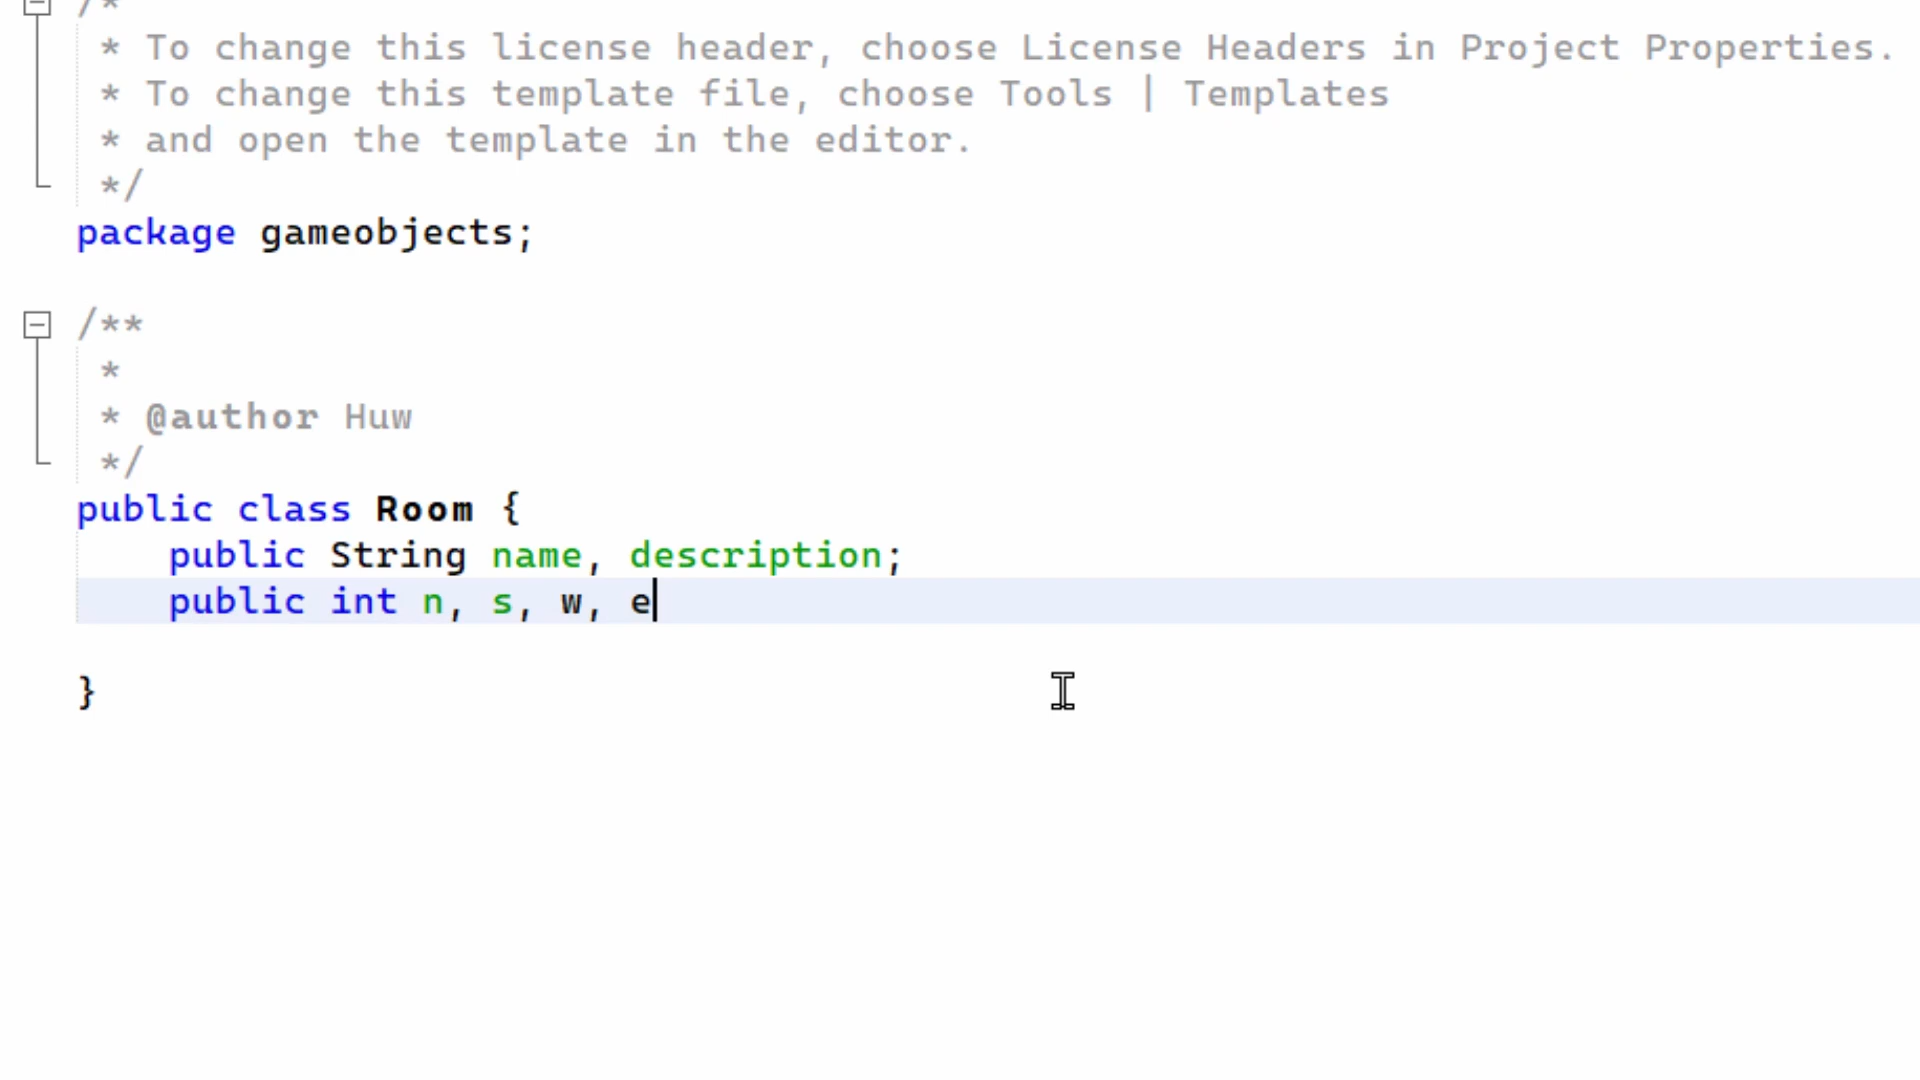 /*
* To change this license header, choose License Headers in Project Properties.
* To change this template file, choose Tools | Templates
* and open the template in the editor.
*/
package gameobjects;
/**
*
* @author Huw
*/
public class Room {
public String name, description;
public int n, s, w, e
}